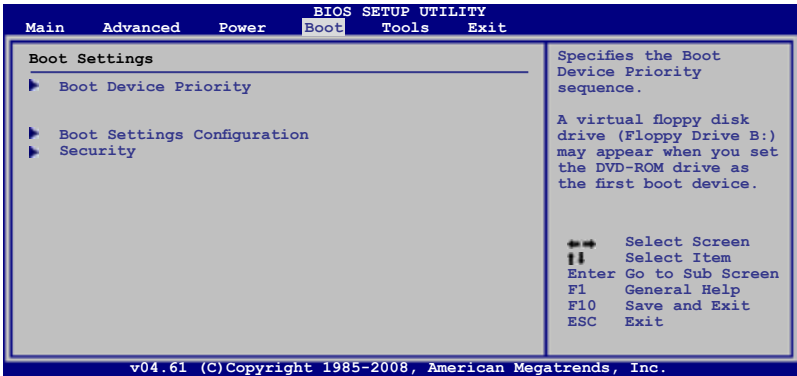 BIOS SETUP UTILITY
Main Advanced Power Boot Tools Exit
Boot Settings
Boot Device Priority
Boot Settings Configuration
Security
Specifies the Boot
Device Priority
sequence.
A virtual floppy disk
drive (Floppy Drive B:)
may appear when you set
the DVD-ROM drive as
the first boot device.
Select Screen
Select Item
Enter Go to Sub Screen
F1 General Help
F10 Save and Exit
ESC Exit
v04.61 (C)Copyright 1985-2008, American Megatrends, Inc.